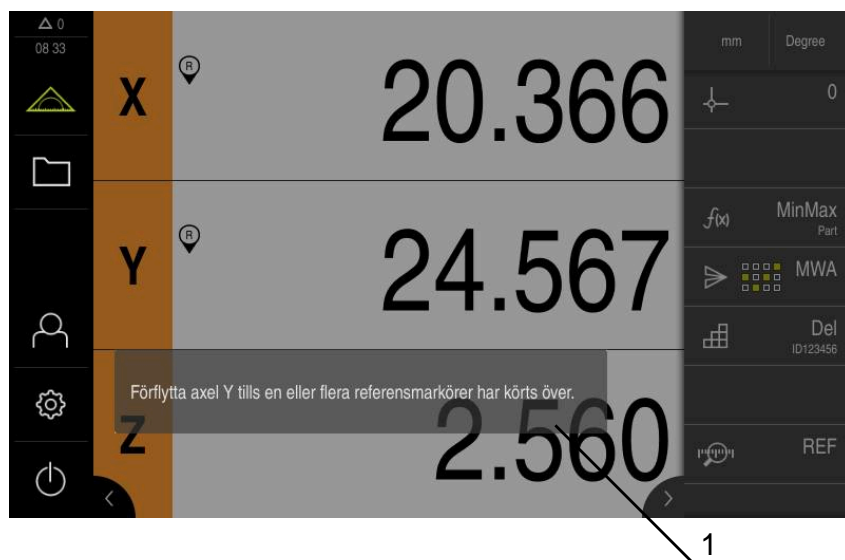 0
08 33
X
R
20.366
Y
R
24.567
Z
2.560
Förflytta axel Y tills en eller flera referensmarkörer har körts över.
mm
Degree
0
f(x)
MinMax
Part
MWA
Del
ID123456
REF
1